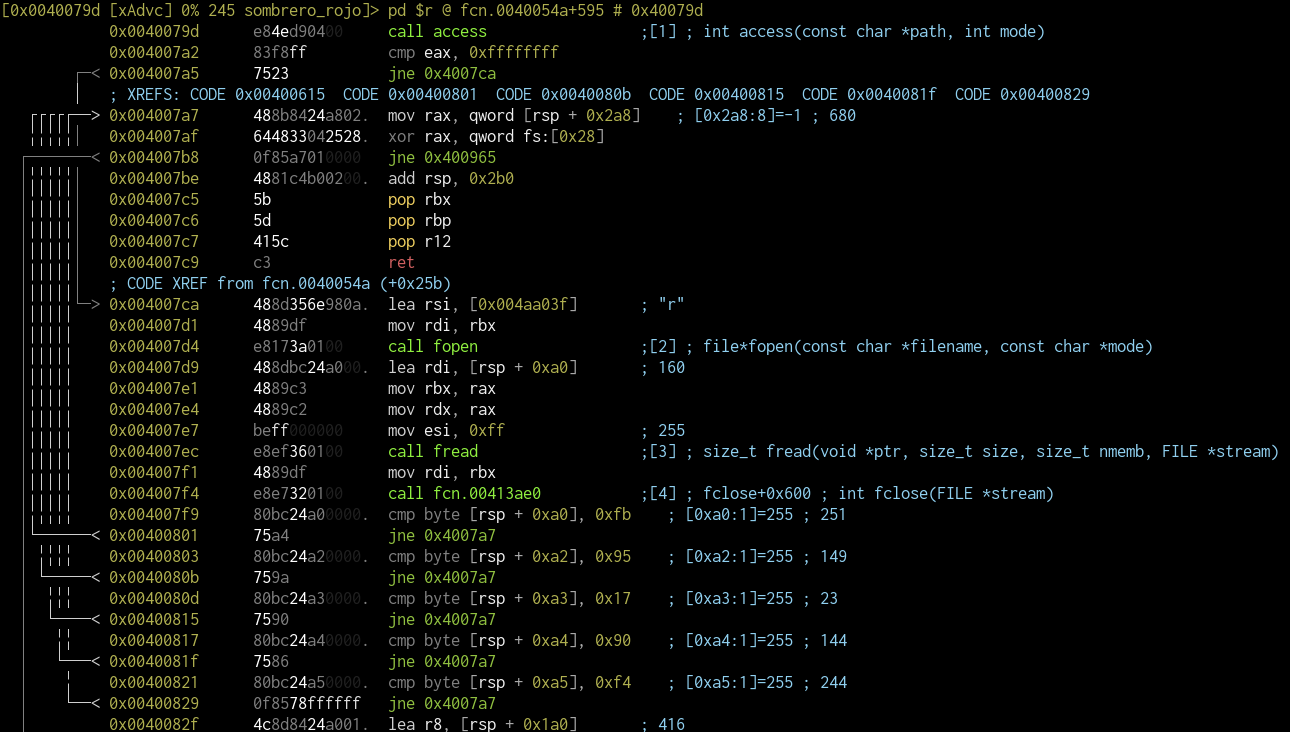 [0x0040079d [xAdvc] 0% 245 sombrero_rojo]> pd $r @ fcn.0040054a+595 # 0x40079d
0x0040079d e84ed90400 call access ;[1] ; int access(const char *path, int mode)
0x004007a2 83f8ff cmp eax, 0xffffffff
0x004007a5 7523 jne 0x4007ca
; XREFS: CODE 0x00400615 CODE 0x00400801 CODE 0x0040080b CODE 0x00400815 CODE 0x0040081f CODE 0x00400829
0x004007a7 488b8424a802. mov rax, qword [rsp + 0x2a8] ; [0x2a8:8]=-1 ; 680
0x004007af 644833042528. xor rax, qword fs:[0x28]
0x004007b8 0f85a7010000 jne 0x400965
0x004007be 4881c4b00200. add rsp, 0x2b0
0x004007c5 5b pop rbx
0x004007c6 5d pop rbp
0x004007c7 415c pop r12
0x004007c9 c3 ret
; CODE XREF from fcn.0040054a (+0x25b)
0x004007ca 488d356e980a. lea rsi, [0x004aa03f] ; "r"
0x004007d1 4889df mov rdi, rbx
0x004007d4 e8173a0100 call fopen ;[2] ; file*fopen(const char *filename, const char *mode)
0x004007d9 488dbc24a000. lea rdi, [rsp + 0xa0] ; 160
0x004007e1 4889c3 mov rbx, rax
0x004007e4 4889c2 mov rdx, rax
0x004007e7 beff000000 mov esi, 0xff ; 255
0x004007ec e8ef360100 call fread ;[3] ; size_t fread(void *ptr, size_t size, size_t nmemb, FILE *stream)
0x004007f1 4889df mov rdi, rbx
0x004007f4 e8e7320100 call fcn.00413ae0 ;[4] ; fclose+0x600 ; int fclose(FILE *stream)
0x004007f9 80bc24a00000. cmp byte [rsp + 0xa0], 0xfb ; [0xa0:1]=255 ; 251
0x00400801 75a4 jne 0x4007a7
0x00400803 80bc24a20000. cmp byte [rsp + 0xa2], 0x95 ; [0xa2:1]=255 ; 149
0x0040080b 759a jne 0x4007a7
0x0040080d 80bc24a30000. cmp byte [rsp + 0xa3], 0x17 ; [0xa3:1]=255 ; 23
0x00400815 7590 jne 0x4007a7
0x00400817 80bc24a40000. cmp byte [rsp + 0xa4], 0x90 ; [0xa4:1]=255 ; 144
0x0040081f 7586 jne 0x4007a7
0x00400821 80bc24a50000. cmp byte [rsp + 0xa5], 0xf4 ; [0xa5:1]=255 ; 244
0x00400829 0f8578ffffff jne 0x4007a7
0x0040082f 4c8d8424a001. lea r8, [rsp + 0x1a0] ; 416